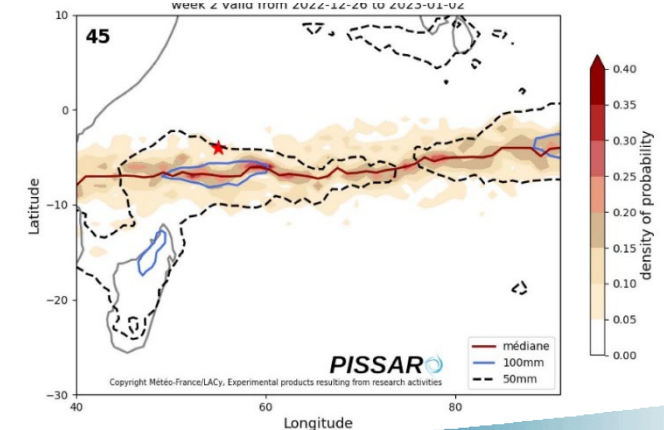 week 2 valid from 2022-12-26 to 2023-01-02
45
10
0
−10
−20
−30
Latitude
40
60
80
Longitude
médiane
100mm
50mm
PISSARO
Copyright Météo-France/LACy, Experimental products resulting from research activities
0.40
0.35
0.30
0.25
0.20
0.15
0.10
0.05
0.00
density of probability